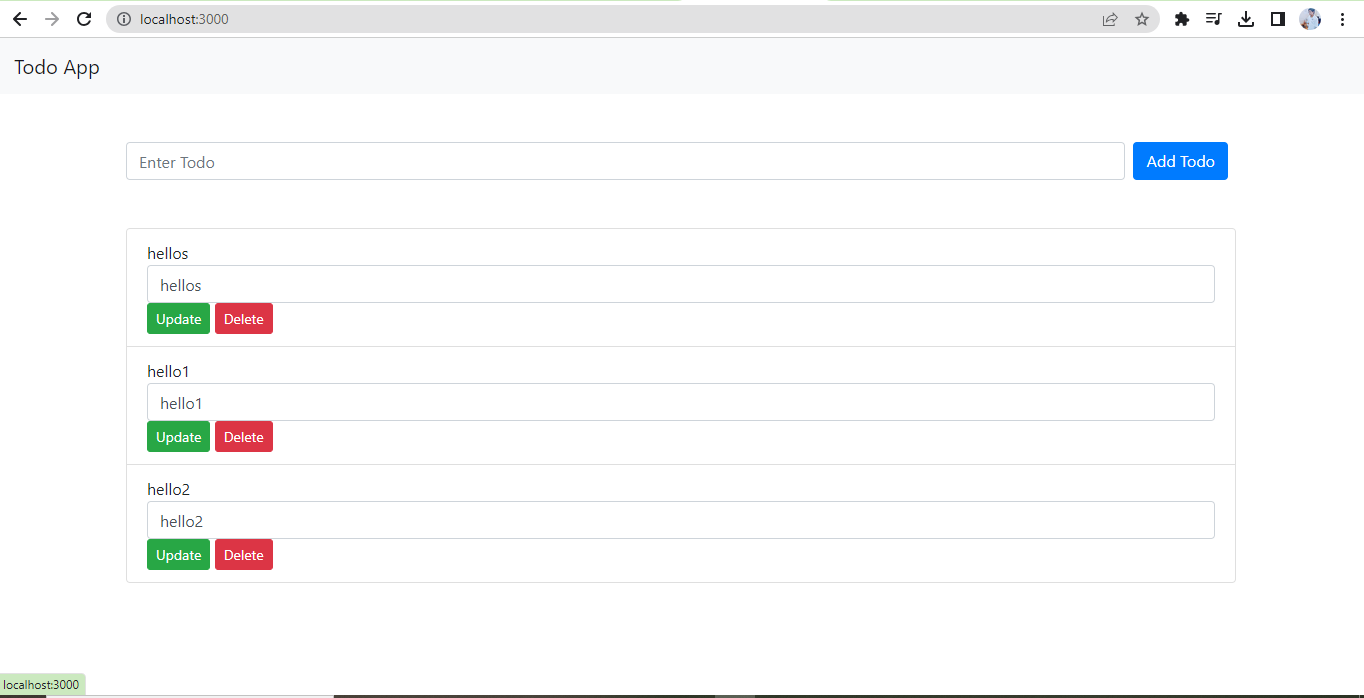 localhost:3000
Todo App
Enter Todo Add Todo
hellos
hellos
Update Delete
hello1
hello1
Update Delete
hello2
hello2
Update Delete
localhost:3000